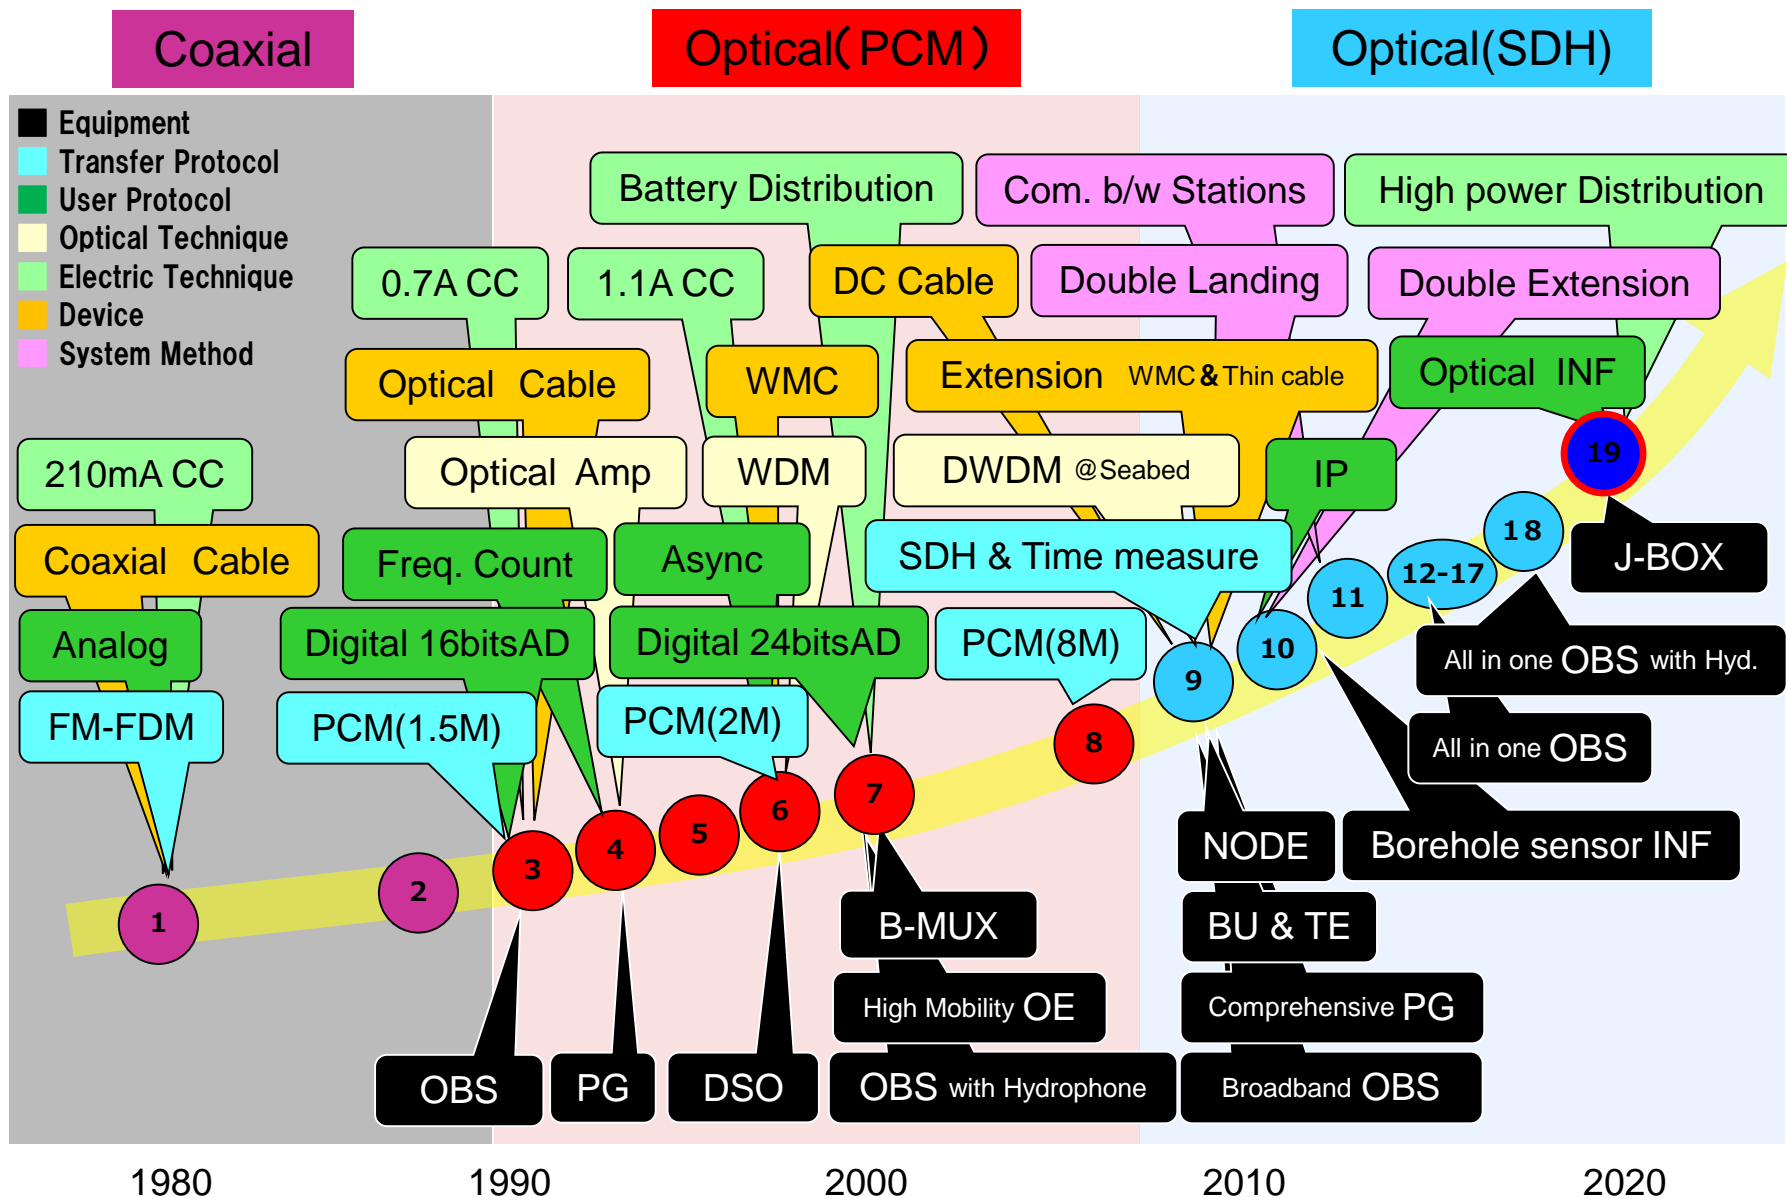 Coaxial
Optical(PCM)
Optical(SDH)
Equipment
Transfer Protocol
User Protocol
Optical Technique
Electric Technique
Device
System Method
Battery Distribution
Com. b/w Stations
High power Distribution
0.7A CC
1.1A CC
DC Cable
Double Landing
Double Extension
Optical Cable
WMC
Extension WMC & Thin cable
Optical INF
210mA CC
Optical Amp
WDM
DWDM @Seabed
IP
19
Coaxial Cable
Freq. Count
Async
SDH & Time measure
18
J-BOX
12-17
11
Analog
Digital 16bitsAD
Digital 24bitsAD
PCM(8M)
10
All in one OBS with Hyd.
9
FM-FDM
PCM(1.5M)
PCM(2M)
8
All in one OBS
7
6
5
4
3
2
1
NODE
Borehole sensor INF
B-MUX
BU & TE
High Mobility OE
Comprehensive PG
OBS
PG
DSO
OBS with Hydrophone
Broadband OBS
1980
1990
2000
2010
2020